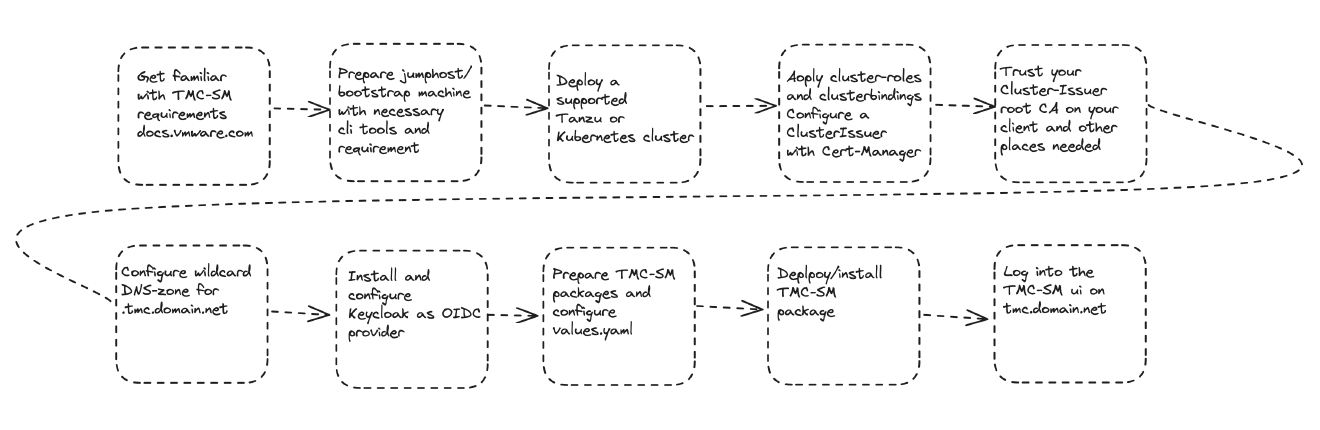 Get familiar
with TMC-SM
requirements
docs.vmware.com
Prepare jumphost/
bootstrap machine
with necessary
cli tools and
requirement
Deploy a
supported
Tanzu or
Kubernetes cluster
Aoply cluster-roles
and clusterbindings
Configure a
ClusterIssuer
with Cert-Manager
Trust your
Cluster-Issuer
root CA on your
client and other
places needed
Configure wildcard
DNS-zone for
.tmc.domain.net
Install and
configure
Keycloak as OIDC
provider
Prepare TMC-SM
packages and
configure
values.yaml
Deplpoy/install
TMC-SM
package
Log into the
TMC-SM ui on
tmc.domain.net